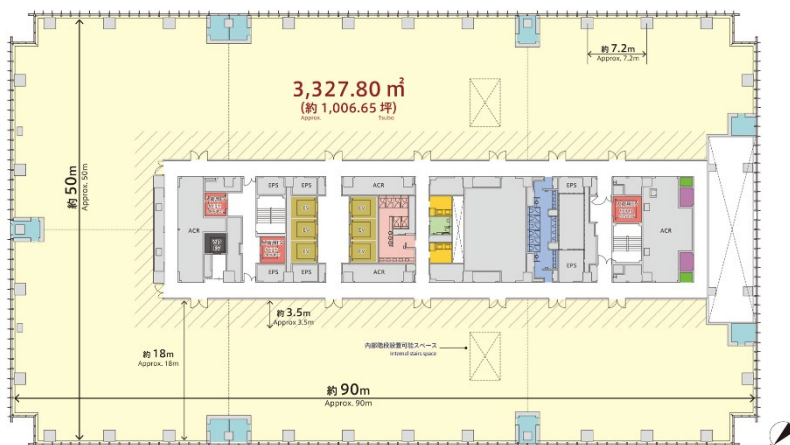 約 7.2m
Approx. 7.2m
3,327.80 ㎡
(約 1,006.65 坪)
Approx. Tsubo
約 50m
Approx. 50m
EPS
EPS
ACR
EPS
ACR
ACR
EPS
EPS
ACR
EPS
約 3.5m
Approx 3.5m
約 18m
Approx. 18m
内部階段設置可能スペース
Internal stairs space
約 90m
Approx. 90m